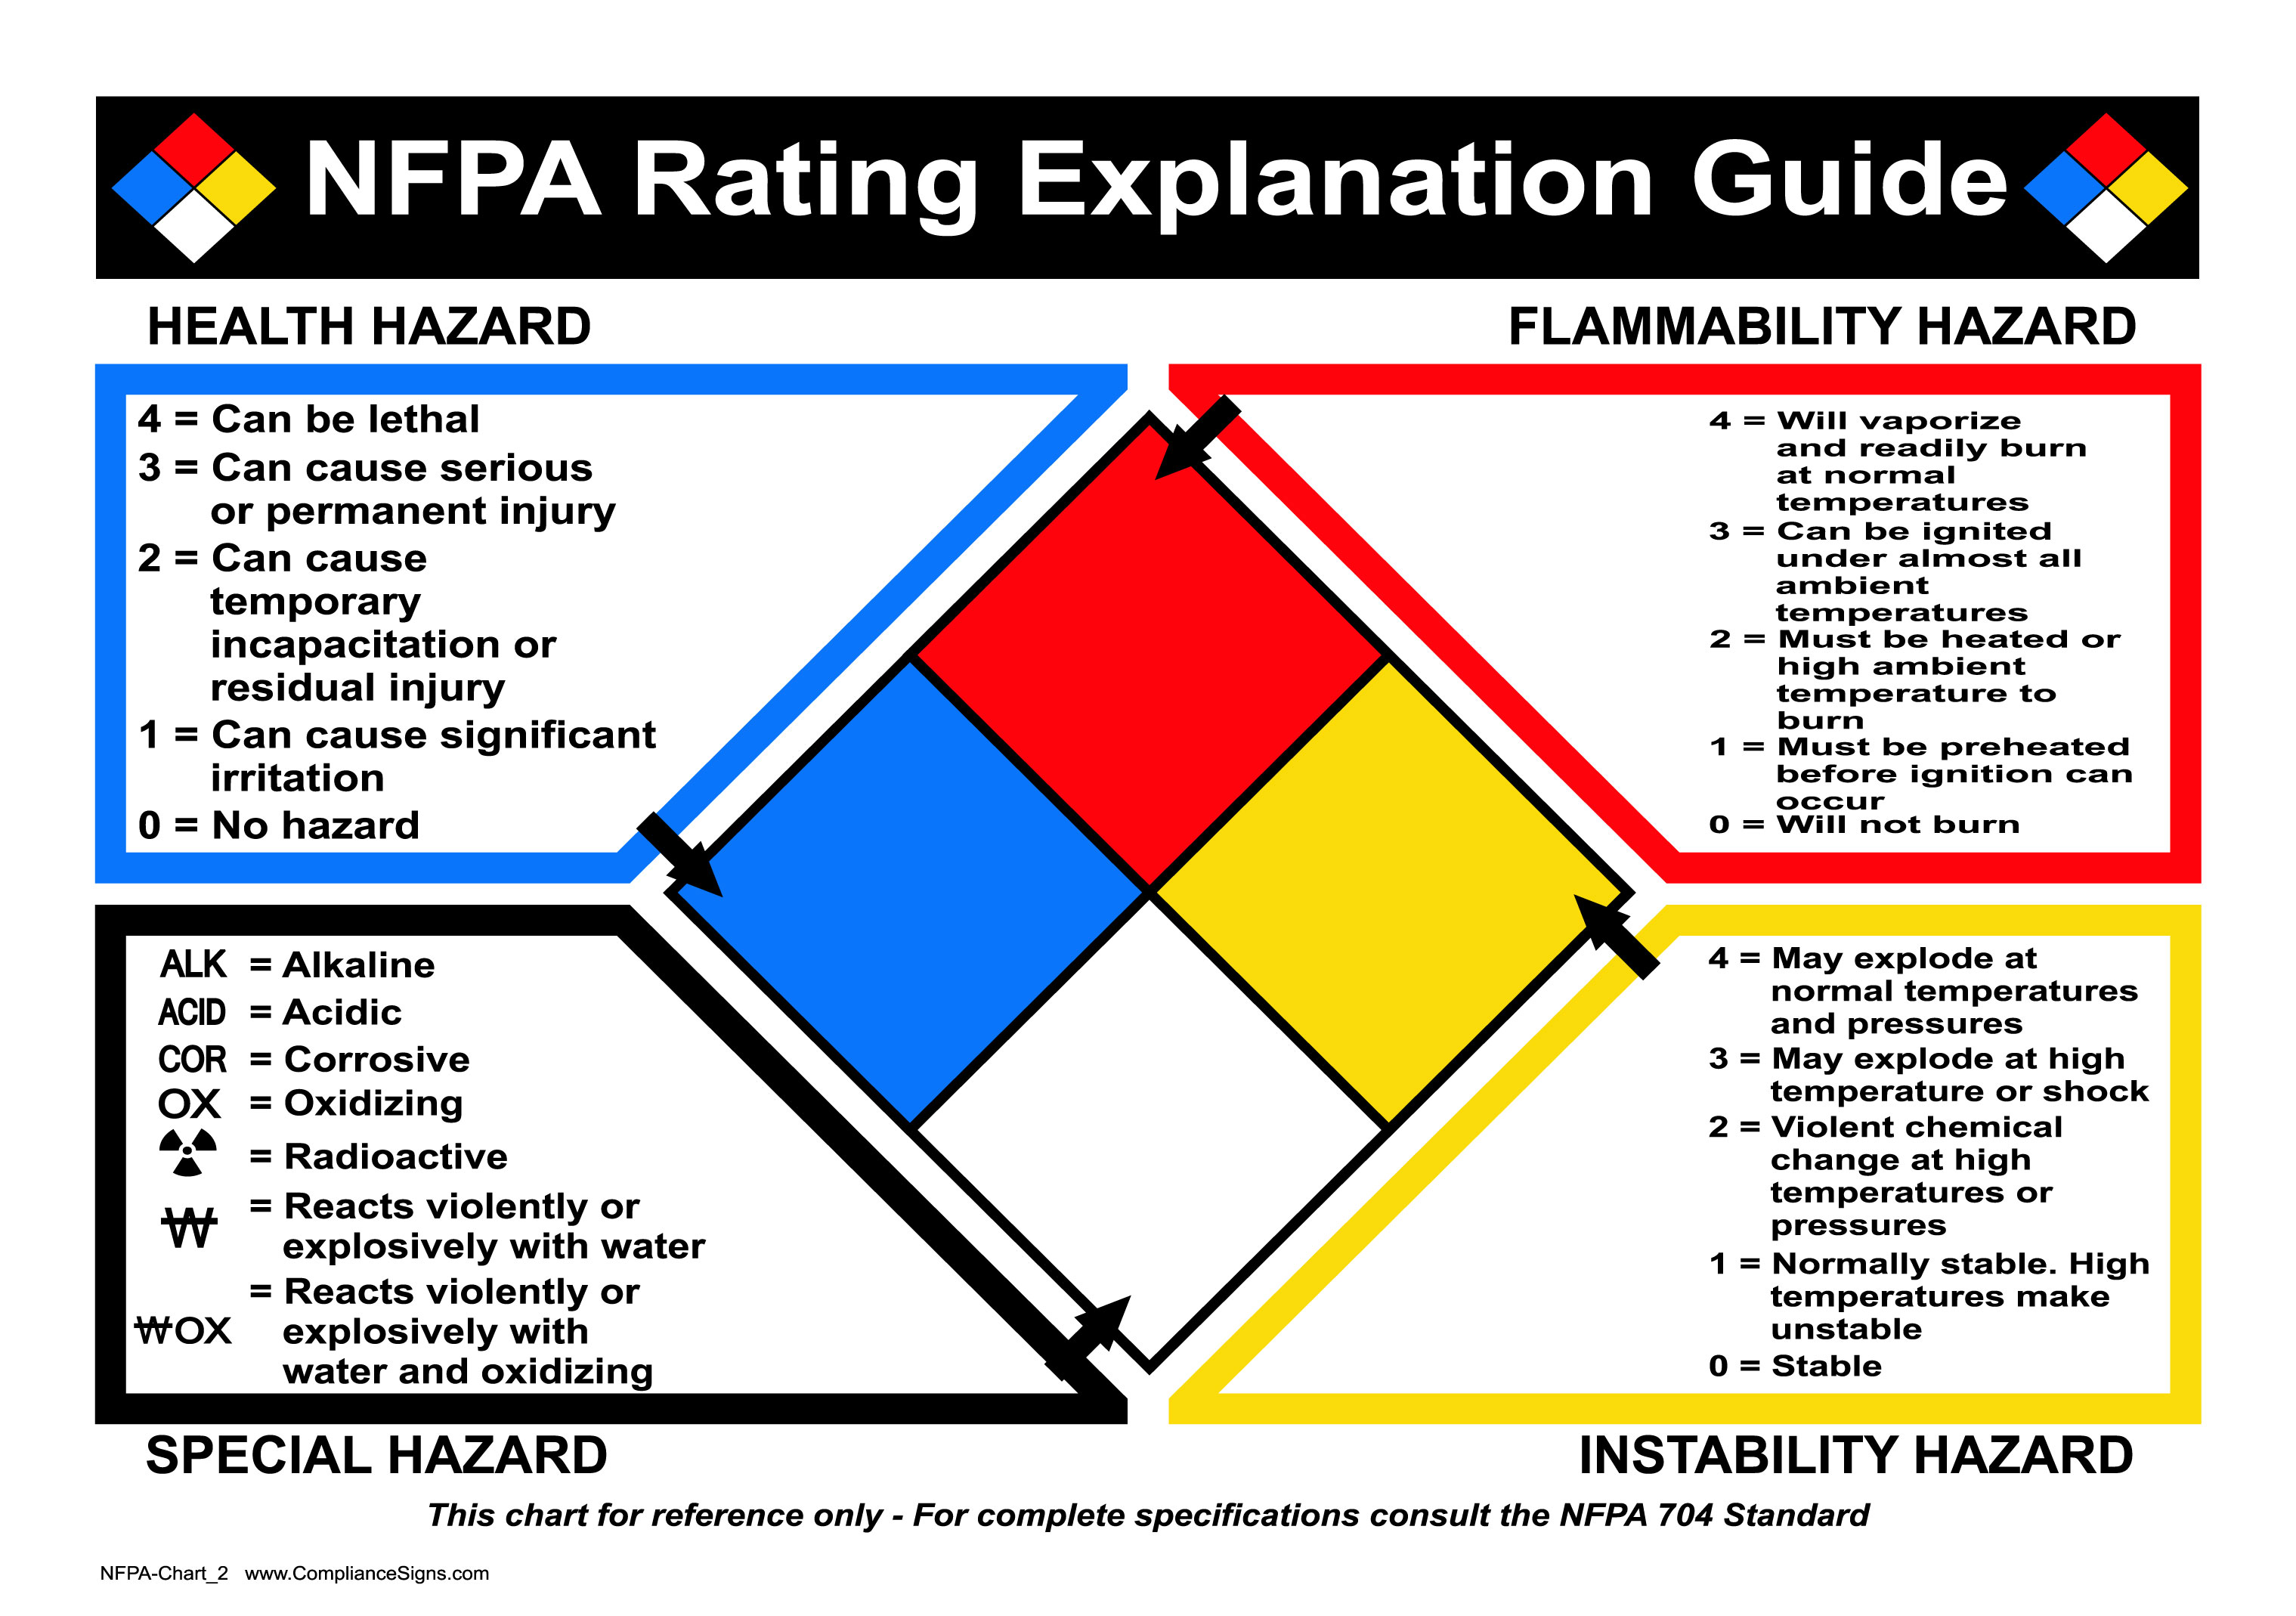 NFPA Rating Explanation Guide
HEALTH HAZARD
4 = Can be lethal
3 = Can cause serious
or permanent injury
2 = Can cause
temporary
incapacitation or
residual injury
1 = Can cause significant
irritation
0 = No hazard
FLAMMABILITY HAZARD
4 = Will vaporize
and readily burn
at normal
temperatures
3 = Can be ignited
under almost all
ambient
temperatures
2 = Must be heated or
high ambient
temperature to
burn
1 = Must be preheated
before ignition can
occur
0 = Will not burn
ALK = Alkaline
ACID = Acidic
COR = Corrosive
OX = Oxidizing
= Radioactive
W̶ = Reacts violently or
explosively with water
= Reacts violently or
W̶OX explosively with
water and oxidizing
SPECIAL HAZARD
4 = May explode at
normal temperatures
and pressures
3 = May explode at high
temperature or shock
2 = Violent chemical
change at high
temperatures or
pressures
1 = Normally stable. High
temperatures make
unstable
0 = Stable
INSTABILITY HAZARD
This chart for reference only - For complete specifications consult the NFPA 704 Standard
NFPA-Chart_2 www.ComplianceSigns.com